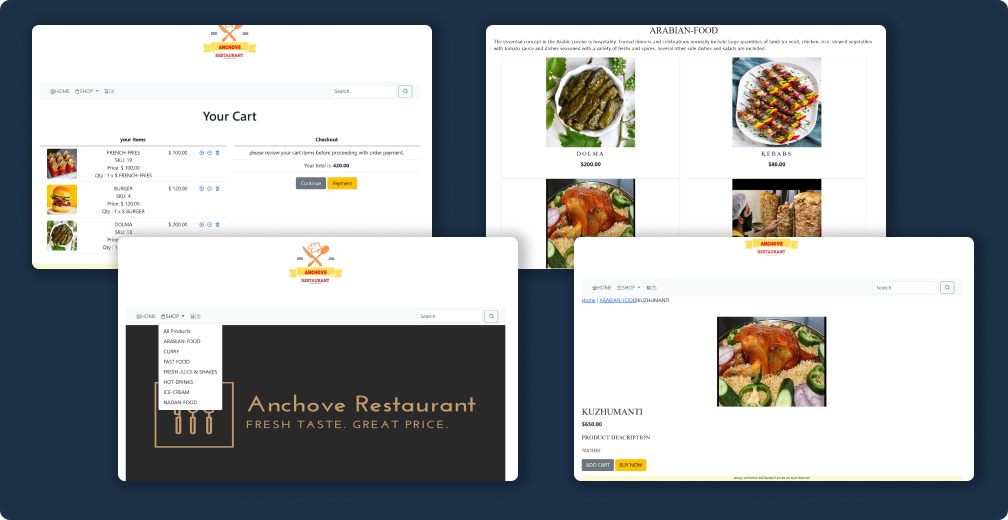 ANCHOVE
RESTAURANT
HOME SHOP (3)
Search
Your Cart
your items
FRENCH-FRIES
SKU: 19
Price: $ 100.00
Qty : 1 x $ FRENCH-FRIES
$ 100.00
BURGER
SKU: 4
Price: $ 120.00
Qty : 1 x $ BURGER
$ 120.00
DOLMA
SKU: 13
Price:
Qty : 1
$ 200.00
Checkout
please review your cart items before proceeding with order payment.
Your total is: 420.00
Continue Payment
ARABIAN-FOOD
The essential concept in the Arabic cuisine is hospitality. Formal dinners and celebrations normally include large quantities of lamb (or veal), chicken, rice, stewed vegetables
with tomato sauce and dishes seasoned with a variety of herbs and spices. Several other side dishes and salads are included.
DOLMA
$200.00
KEBABS
$80.00
ANCHOVE
RESTAURANT
HOME SHOP (3)
Search
All Products
ARABIAN-FOOD
CURRY
FAST FOOD
FRESH-JUICE & SHAKES
HOT-DRINKS
ICE-CREAM
NADAN-FOOD
Anchove Restaurant
FRESH TASTE. GREAT PRICE.
ANCHOVE
RESTAURANT
HOME SHOP (3)
Search
Home | ARABIAN-FOOD|KUZHUMANTI
KUZHUMANTI
$650.00
PRODUCT DESCRIPTION
ADD CART BUY NOW